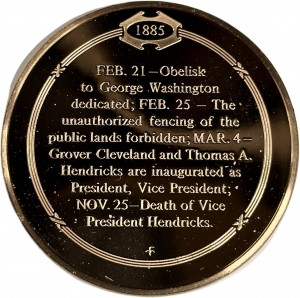 1885
FEB. 21—Obelisk
to George Washington
dedicated; FEB. 25 — The
unauthorized fencing of the
public lands forbidden; MAR. 4—
Grover Cleveland and Thomas A.
Hendricks are inaugurated as
President, Vice President;
NOV. 25—Death of Vice
President Hendricks.